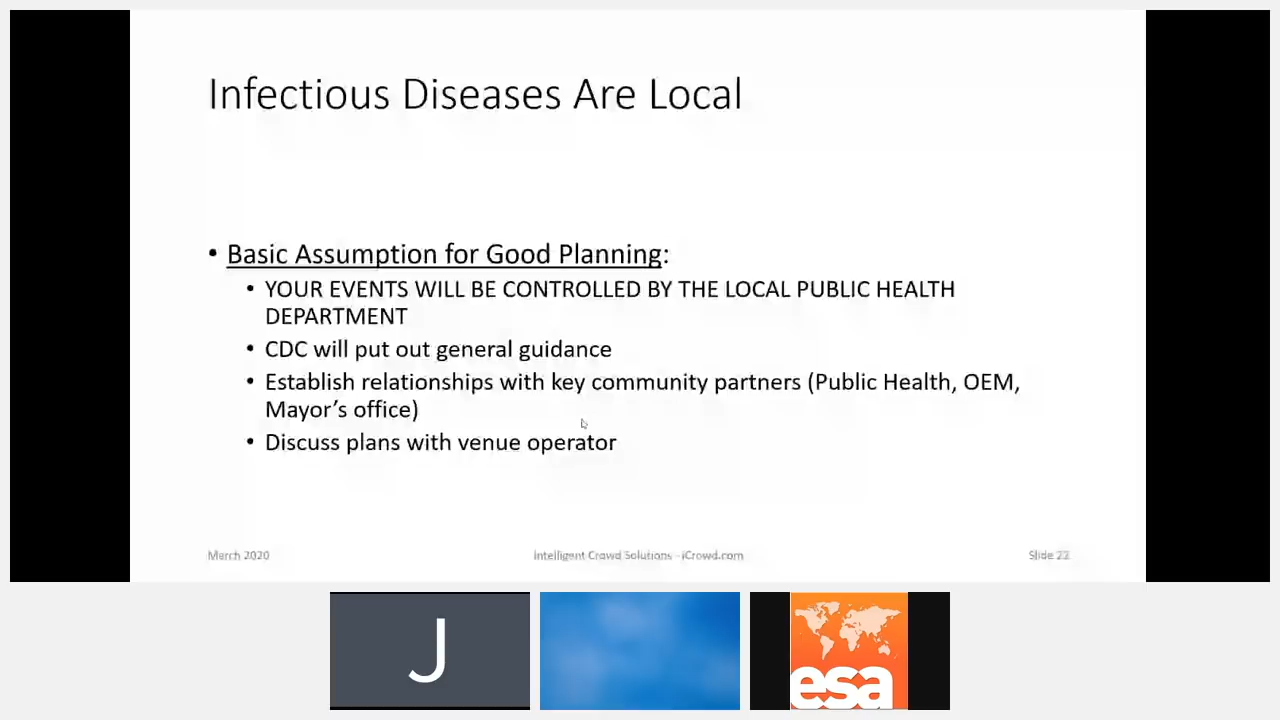 Infectious Diseases Are Local
• Basic Assumption for Good Planning:
• YOUR EVENTS WILL BE CONTROLLED BY THE LOCAL PUBLIC HEALTH
DEPARTMENT
• CDC will put out general guidance
• Establish relationships with key community partners (Public Health, OEM,
Mayor’s office)
• Discuss plans with venue operator
March 2020
Intelligent Crowd Solutions - iCrowd.com
Slide 22
J
esa